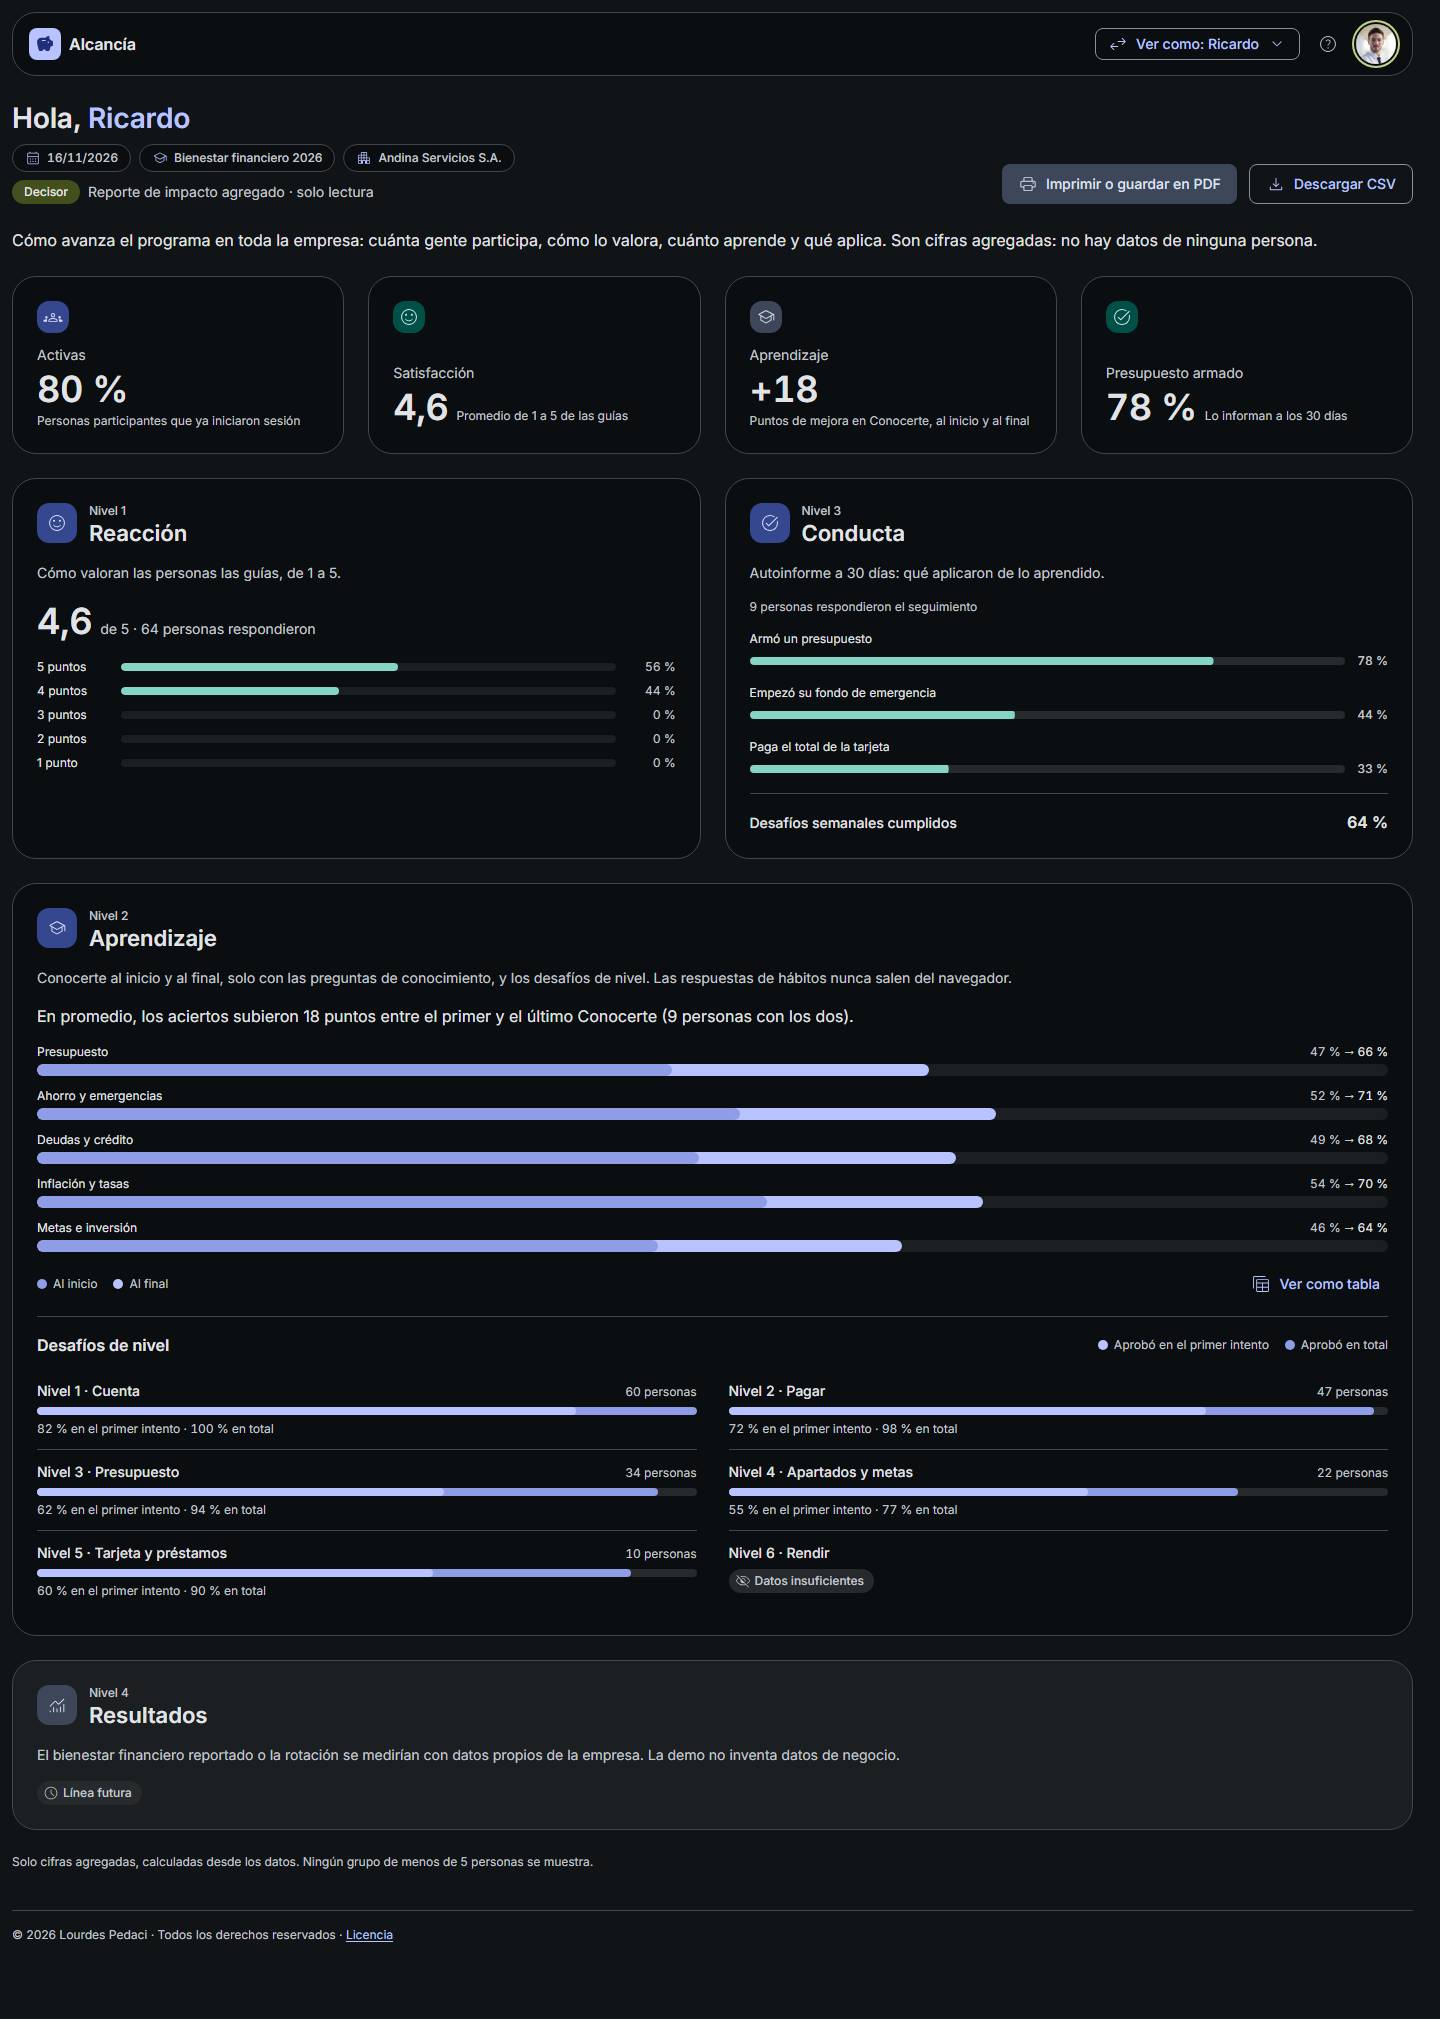 Alcancía
Ver como: Ricardo
Hola, Ricardo
16/11/2026
Bienestar financiero 2026
Andina Servicios S.A.
Decisor
Reporte de impacto agregado · solo lectura
Imprimir o guardar en PDF
Descargar CSV
Cómo avanza el programa en toda la empresa: cuánta gente participa, cómo lo valora, cuánto aprende y qué aplica. Son cifras agregadas: no hay datos de ninguna persona.
Activas
80 %
Personas participantes que ya iniciaron sesión
Satisfacción
4,6 Promedio de 1 a 5 de las guías
Aprendizaje
+18
Puntos de mejora en Conocerte, al inicio y al final
Presupuesto armado
78 % Lo informan a los 30 días
Nivel 1
Reacción
Cómo valoran las personas las guías, de 1 a 5.
4,6 de 5 · 64 personas respondieron
5 puntos 56 %
4 puntos 44 %
3 puntos 0 %
2 puntos 0 %
1 punto 0 %
Nivel 3
Conducta
Autoinforme a 30 días: qué aplicaron de lo aprendido.
9 personas respondieron el seguimiento
Armó un presupuesto
78 %
Empezó su fondo de emergencia
44 %
Paga el total de la tarjeta
33 %
Desafíos semanales cumplidos 64 %
Nivel 2
Aprendizaje
Conocerte al inicio y al final, solo con las preguntas de conocimiento, y los desafíos de nivel. Las respuestas de hábitos nunca salen del navegador.
En promedio, los aciertos subieron 18 puntos entre el primer y el último Conocerte (9 personas con los dos).
Presupuesto 47 % → 66 %
Ahorro y emergencias 52 % → 71 %
Deudas y crédito 49 % → 68 %
Inflación y tasas 54 % → 70 %
Metas e inversión 46 % → 64 %
Al inicio Al final
Ver como tabla
Desafíos de nivel
Aprobó en el primer intento Aprobó en total
Nivel 1 · Cuenta 60 personas
82 % en el primer intento · 100 % en total
Nivel 2 · Pagar 47 personas
72 % en el primer intento · 98 % en total
Nivel 3 · Presupuesto 34 personas
62 % en el primer intento · 94 % en total
Nivel 4 · Apartados y metas 22 personas
55 % en el primer intento · 77 % en total
Nivel 5 · Tarjeta y préstamos 10 personas
60 % en el primer intento · 90 % en total
Nivel 6 · Rendir
Datos insuficientes
Nivel 4
Resultados
El bienestar financiero reportado o la rotación se medirían con datos propios de la empresa. La demo no inventa datos de negocio.
Línea futura
Solo cifras agregadas, calculadas desde los datos. Ningún grupo de menos de 5 personas se muestra.
© 2026 Lourdes Pedaci · Todos los derechos reservados · Licencia